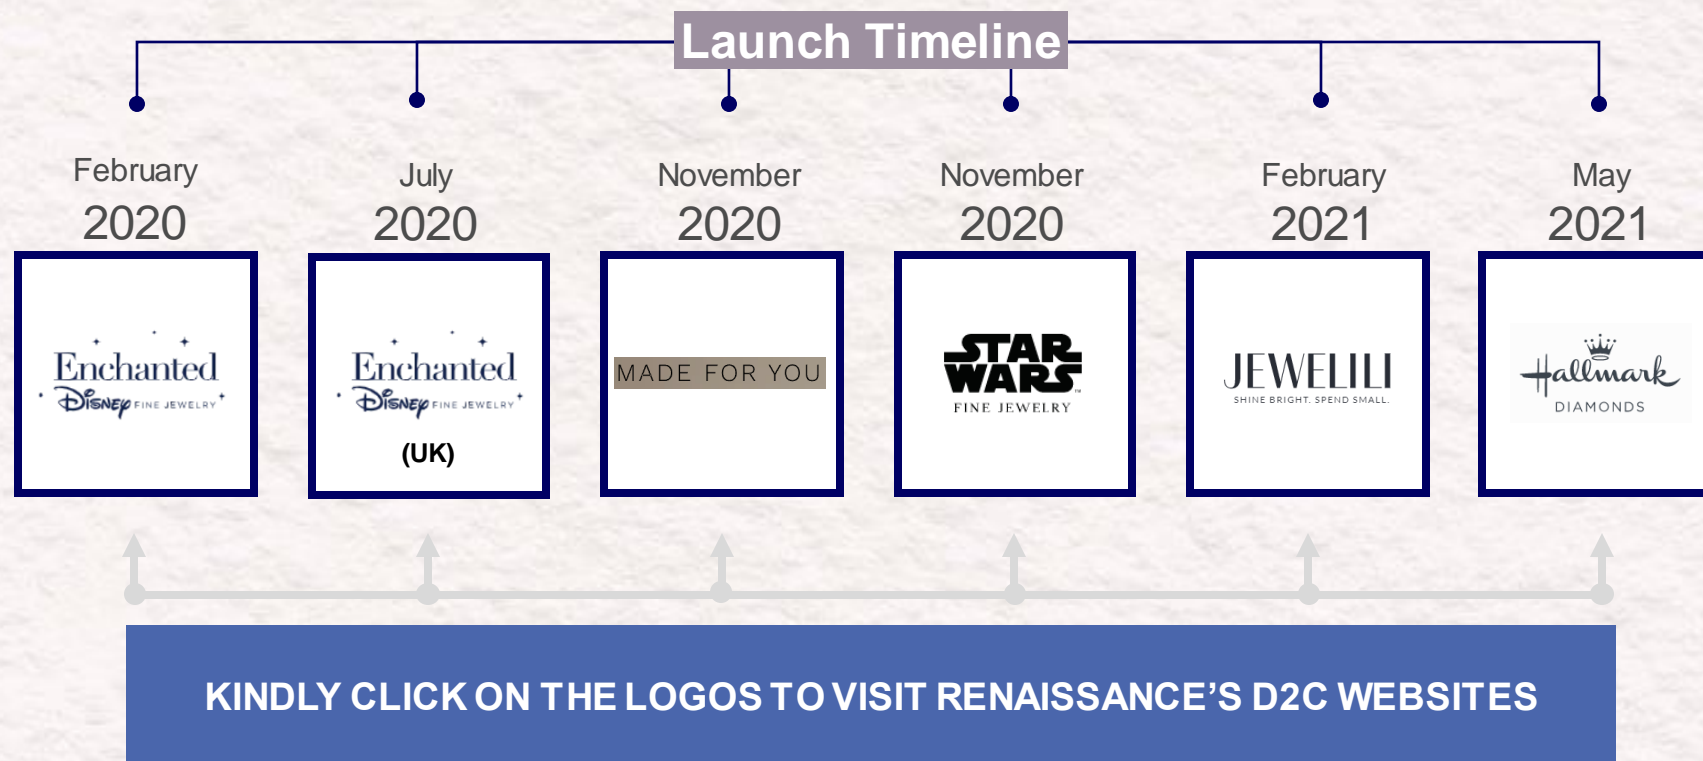 Launch Timeline
February
2020
July
2020
November
2020
November
2020
February
2021
May
2021
Enchanted
Disney FINE JEWELRY
Enchanted
Disney FINE JEWELRY
(UK)
MADE FOR YOU
STAR
WARS
FINE JEWELRY
JEWELILI
SHINE BRIGHT. SPEND SMALL.
Hallmark
DIAMONDS
KINDLY CLICK ON THE LOGOS TO VISIT RENAISSANCE'S D2C WEBSITES